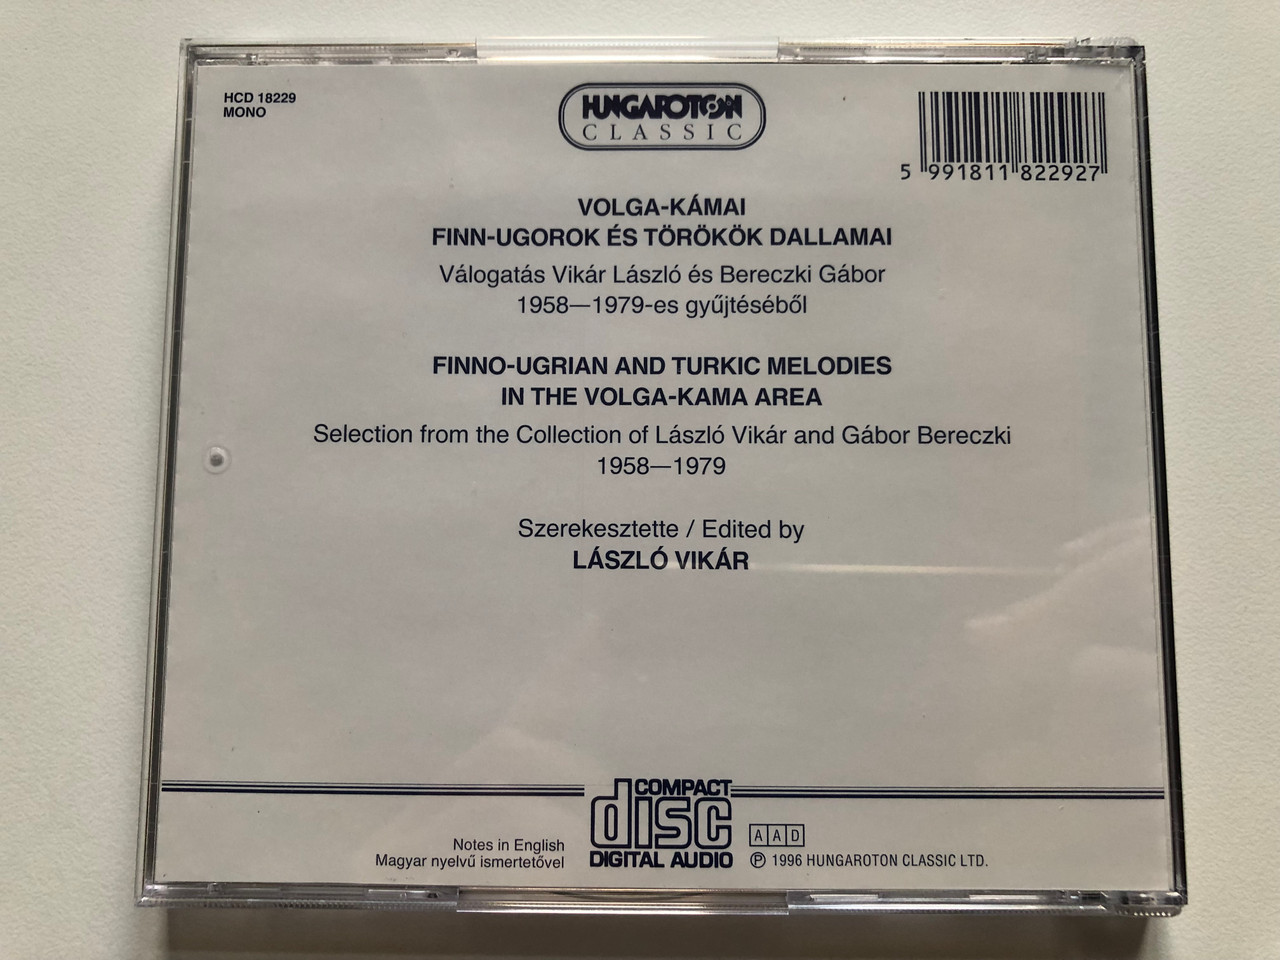 HCD 18229
MONO
HUNGAROTON
CLASSIC
5 991811 822927
VOLGA-KÁMAI
FINN-UGOROK ÉS TÖRÖKÖK DALLAMAI
Válogatás Vikár László és Bereczki Gábor
1958—1979-es gyűjtéséből
FINNO-UGRIAN AND TURKIC MELODIES
IN THE VOLGA-KAMA AREA
Selection from the Collection of László Vikár and Gábor Bereczki
1958—1979
Szerekesztette / Edited by
LÁSZLÓ VIKÁR
Notes in English
Magyar nyelvű ismertetővel
COMPACT
disc
DIGITAL AUDIO
AAD
℗ 1996 HUNGAROTON CLASSIC LTD.